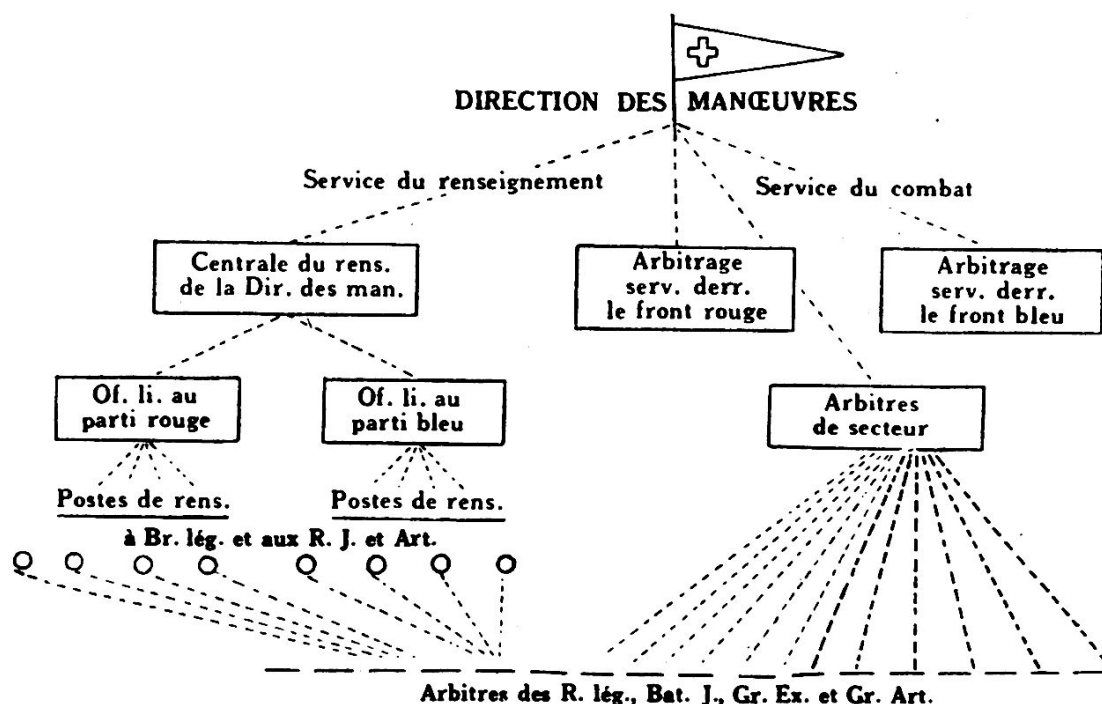 DIRECTION DES MANŒUVRES
Service du renseignement
Service du combat
Centrale du rens.
de la Dir. des man.
Arbitrage
serv. derr.
le front rouge
Arbitrage
serv. derr.
le front bleu
Of. li. au
parti rouge
Of. li. au
parti bleu
Arbitres
de secteur
Postes de rens.
Postes de rens.
à Br. lég. et aux R. J. et Art.
Arbitres des R. lég., Bat. J., Gr. Ex. et Gr. Art.